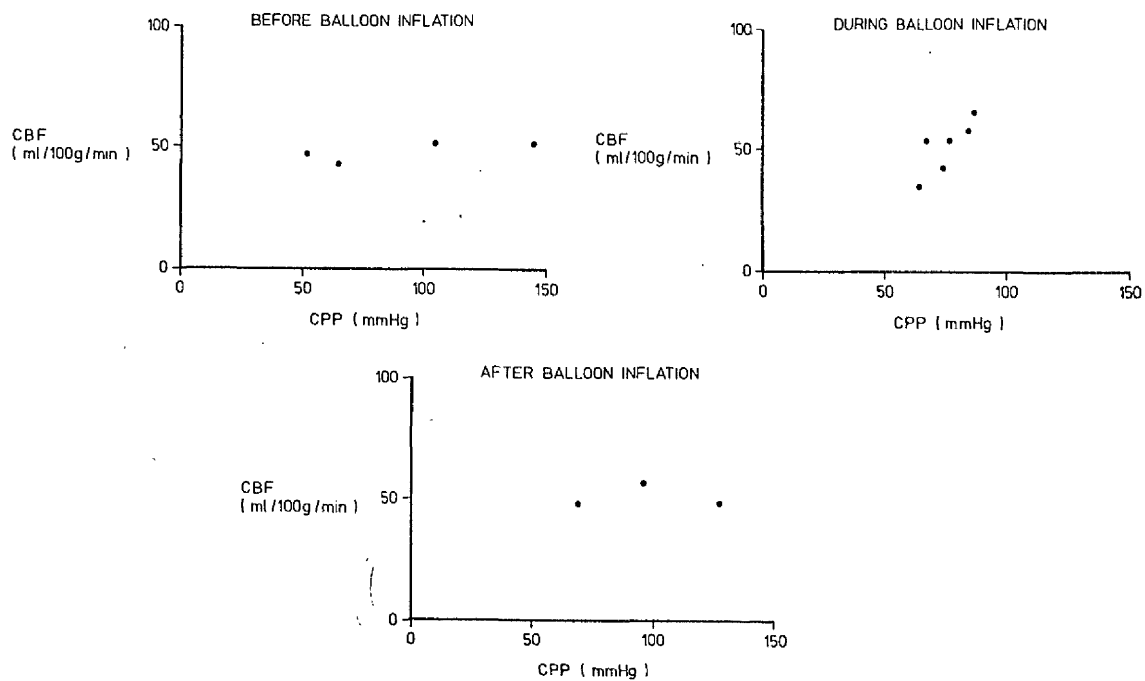 BEFORE BALLOON INFLATION
100
CBF
( ml/100g/min )
50
0
0
50
100
150
CPP ( mmHg )
DURING BALLOON INFLATION
100
CBF
( ml/100g/min )
50
0
0
50
100
150
CPP ( mmHg )
AFTER BALLOON INFLATION
100
CBF
( ml/100g/min )
50
0
0
50
100
150
CPP ( mmHg )